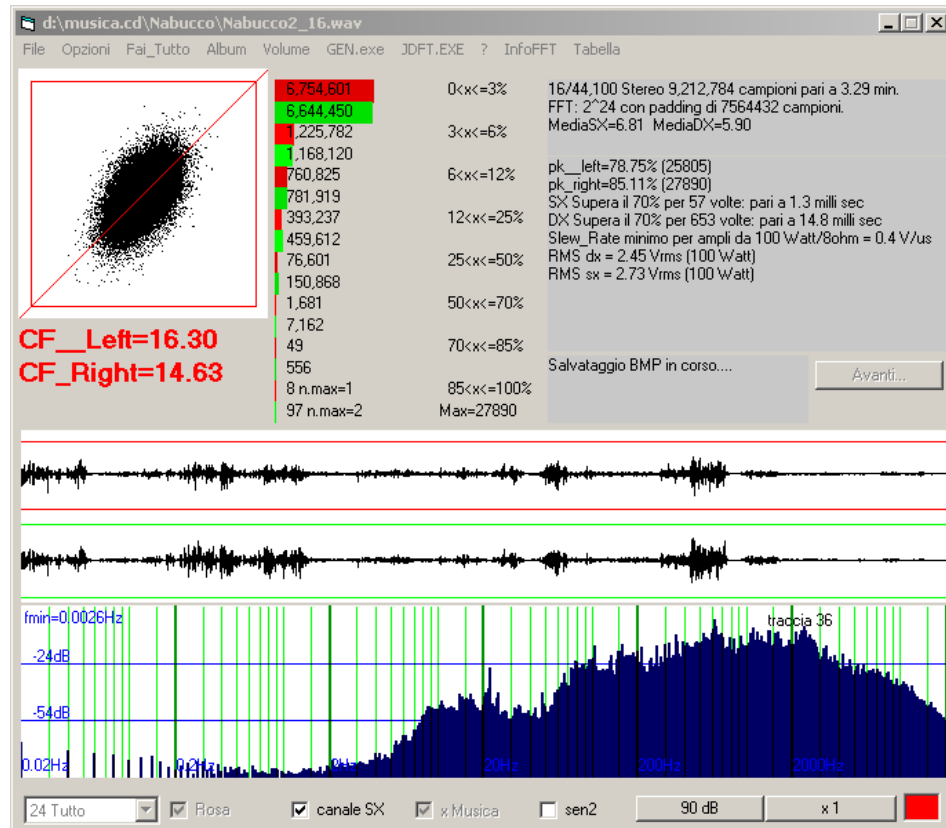 d:\musica.cd\Nabucco\Nabucco2_16.wav
File Opzioni Fai_Tutto Album Volume GEN.exe JDFT.EXE ? InfoFFT Tabella
6,754,601 0<x<=3%
6,644,450
1,225,782 3<x<=6%
1,168,120
760,825 6<x<=12%
781,919
393,237 12<x<=25%
459,612
76,601 25<x<=50%
150,868
1,681 50<x<=70%
7,162
49 70<x<=85%
556
8 n.max=1 85<x<=100%
97 n.max=2 Max=27890
16/44,100 Stereo 9,212,784 campioni pari a 3.29 min.
FFT: 2^24 con padding di 7564432 campioni.
MediaSX=6.81 MediaDX=5.90
pk__left=78.75% (25805)
pk_right=85.11% (27890)
SX Supera il 70% per 57 volte: pari a 1.3 milli sec
DX Supera il 70% per 653 volte: pari a 14.8 milli sec
Slew_Rate minimo per ampli da 100 Watt/8ohm = 0.4 V/us
RMS dx = 2.45 Vrms (100 Watt)
RMS sx = 2.73 Vrms (100 Watt)
CF__Left=16.30
CF_Right=14.63
Salvataggio BMP in corso....
Avanti...
fmin=0.0026Hz
traccia 36
-24dB
-54dB
0.02Hz 0.2Hz 2Hz 20Hz 200Hz 2000Hz
24 Tutto Rosa canale SX x Musica sen2 90 dB x 1